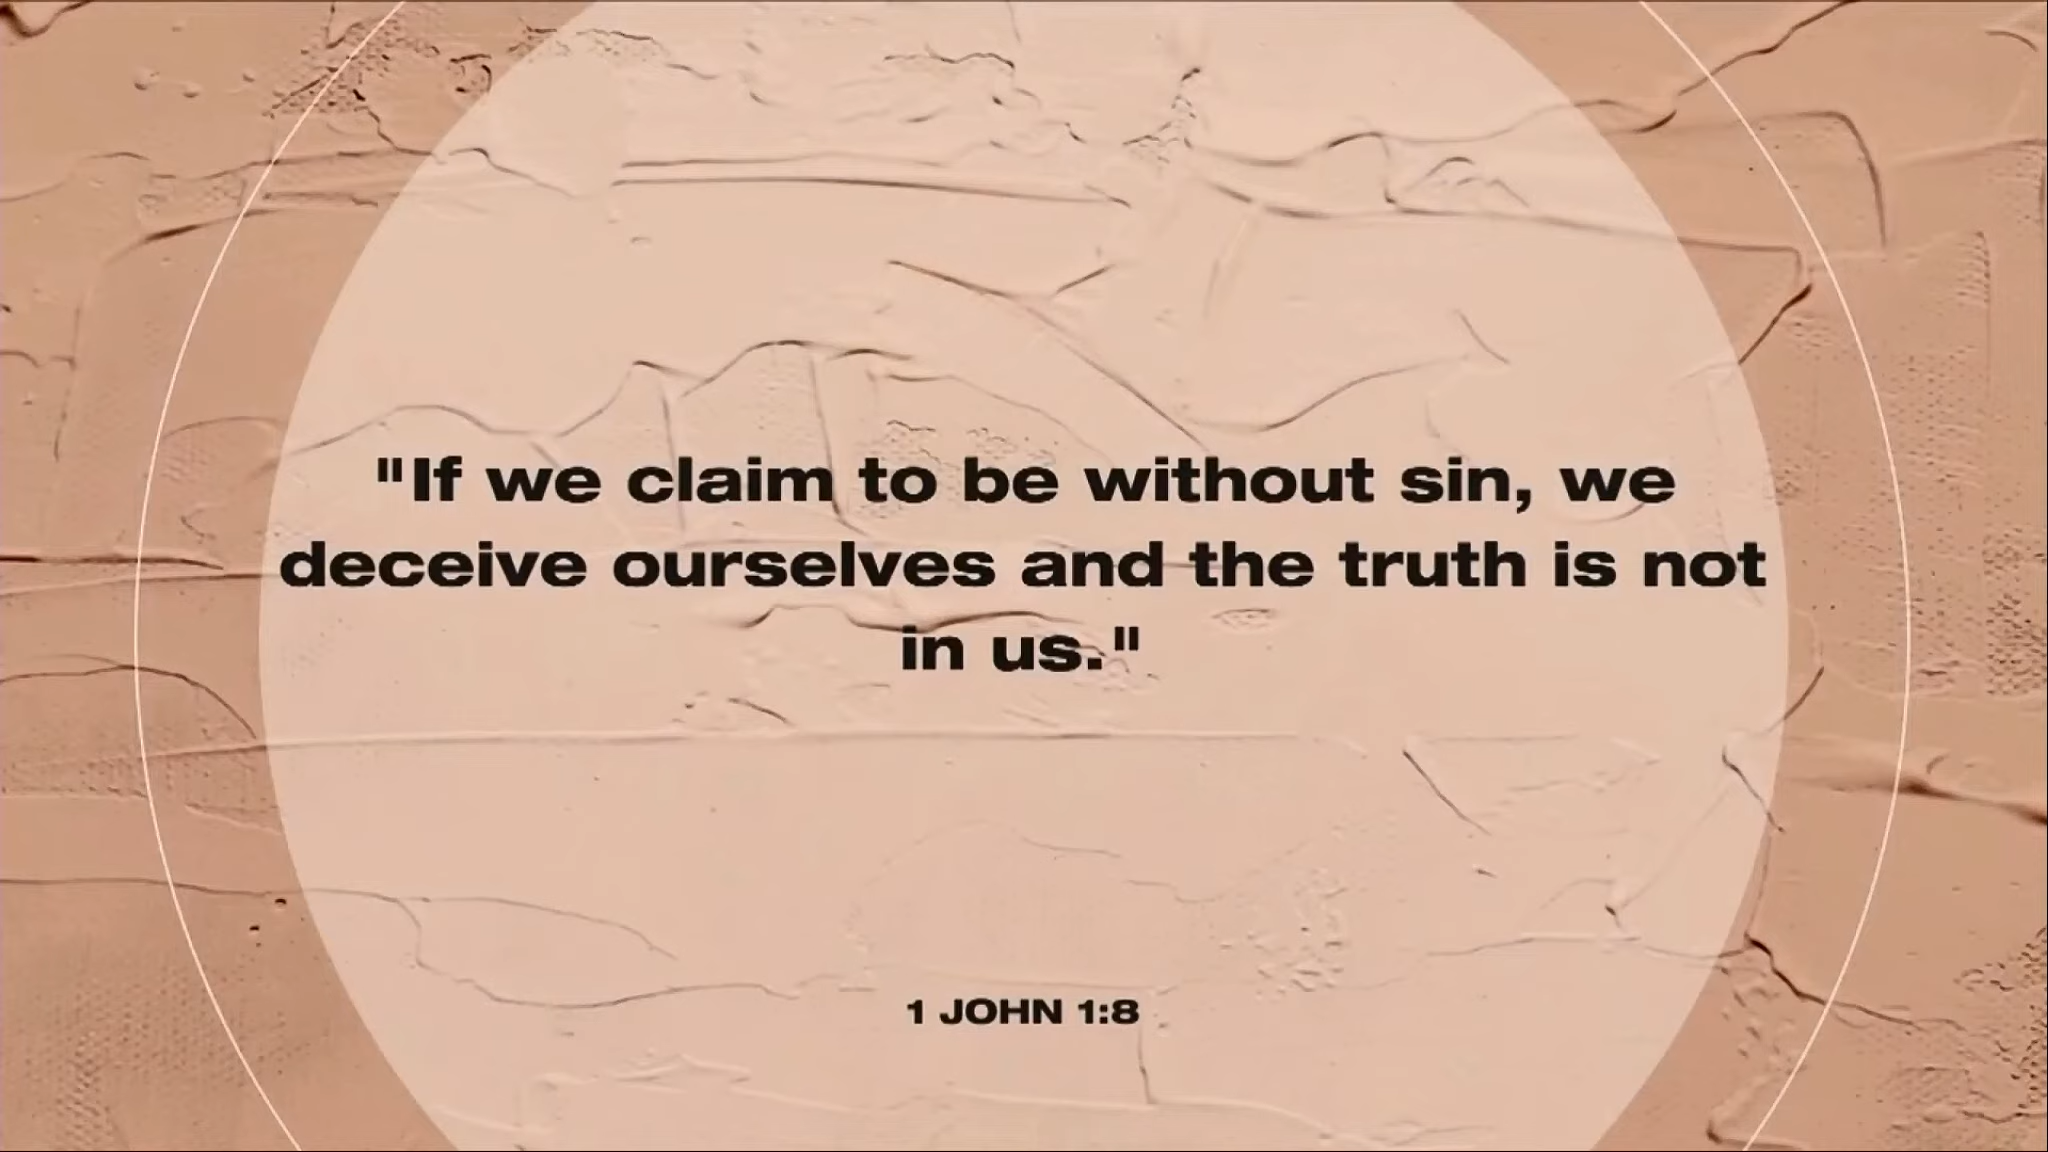 "If we claim to be without sin, we
deceive ourselves and the truth is not
in us."
1 JOHN 1:8